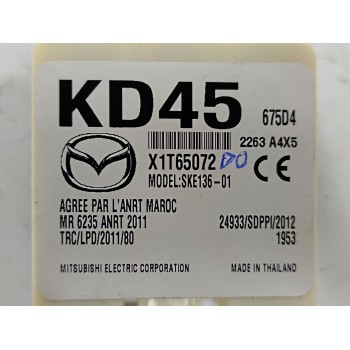 KD45 675D4
2263 A4X5
X1T65072 DO
MODEL:SKE136-01
AGREE PAR L'ANRT MAROC
MR 6235 ANRT 2011 24933/SDPPI/2012
TRC/LPD/2011/80 1953
MITSUBISHI ELECTRIC CORPORATION MADE IN THAILAND